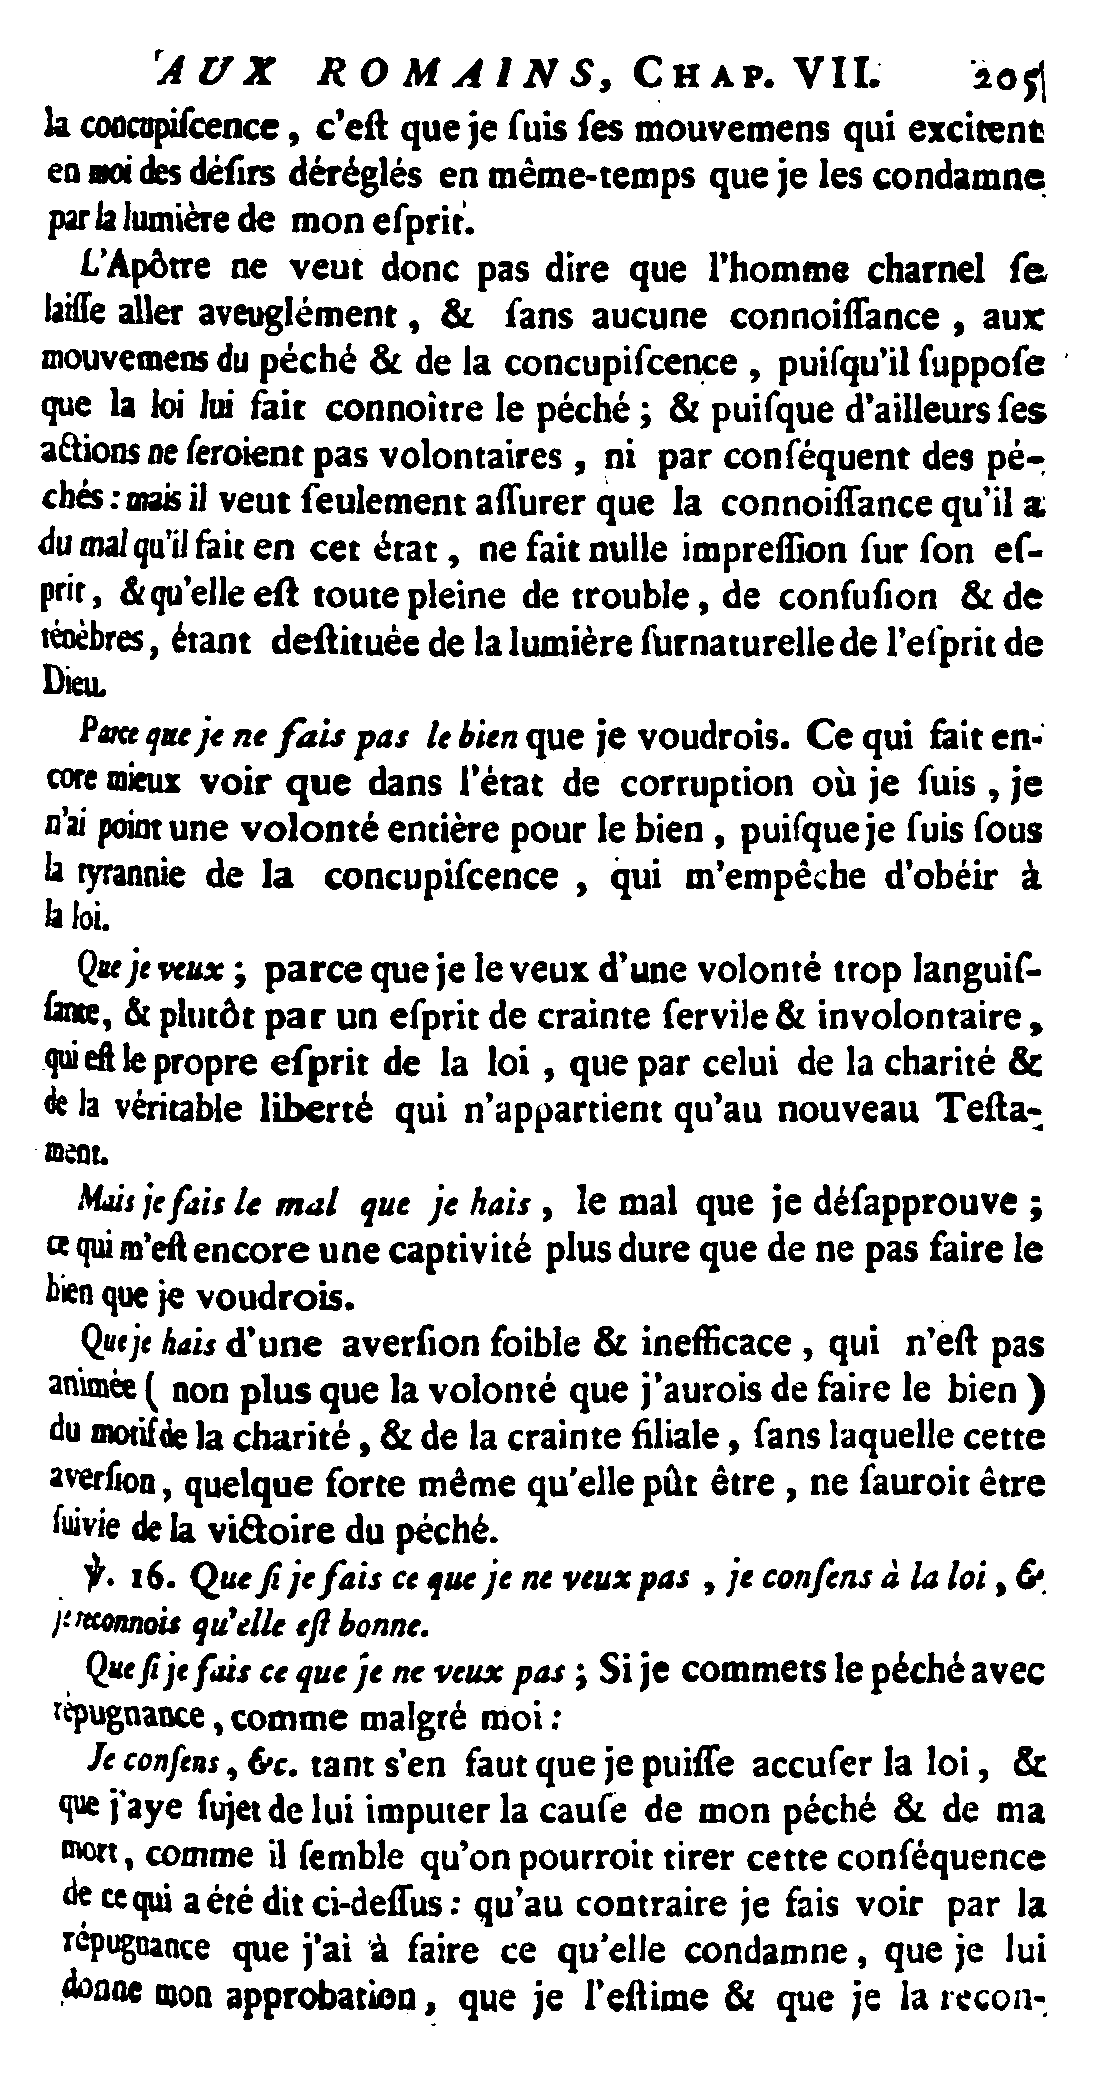 AUX ROMAINS, CHAP. VII. 205
la concupiſcence, c'eſt que je ſuis ſes mouvemens qui excitent
en moi des déſirs déréglés en même-temps que je les condamne
par la lumière de mon eſprit.
L'Apôtre ne veut donc pas dire que l'homme charnel ſe
laiſſe aller aveuglément, & ſans aucune connoiſſance, aux
mouvemens du péché & de la concupiſcence, puiſqu'il ſuppoſe
que la loi lui fait connoître le péché; & puiſque d'ailleurs ſes
actions ne ſeroient pas volontaires, ni par conſéquent des pé-
chés: mais il veut ſeulement aſſurer que la connoiſſance qu'il a
du mal qu'il fait en cet état, ne fait nulle impreſſion ſur ſon eſ-
prit, & qu'elle eſt toute pleine de trouble, de confuſion & de
ténèbres, étant deſtituée de la lumière ſurnaturelle de l'eſprit de
Dieu.
Parce que je ne fais pas le bien que je voudrois. Ce qui fait en-
core mieux voir que dans l'état de corruption où je ſuis, je
n'ai point une volonté entière pour le bien, puiſque je ſuis ſous
la tyrannie de la concupiſcence, qui m'empêche d'obéir à
la loi.
Que je veux; parce que je le veux d'une volonté trop languiſ-
ſante, & plutôt par un eſprit de crainte ſervile & involontaire,
qui eſt le propre eſprit de la loi, que par celui de la charité &
de la véritable liberté qui n'appartient qu'au nouveau Teſta-
ment.
Mais je fais le mal que je hais, le mal que je déſapprouve;
ce qui m'eſt encore une captivité plus dure que de ne pas faire le
bien que je voudrois.
Que je hais d'une averſion foible & inefficace, qui n'eſt pas
animée (non plus que la volonté que j'aurois de faire le bien)
du motif de la charité, & de la crainte filiale, ſans laquelle cette
averſion, quelque forte même qu'elle pût être, ne ſauroit être
ſuivie de la victoire du péché.
℣. 16. Que ſi je fais ce que je ne veux pas, je conſens à la loi, &
je reconnois qu'elle eſt bonne.
Que ſi je fais ce que je ne veux pas; Si je commets le péché avec
répugnance, comme malgré moi:
Je conſens, &c. tant s'en faut que je puiſſe accuſer la loi, &
que j'aye ſujet de lui imputer la cauſe de mon péché & de ma
mort, comme il ſemble qu'on pourroit tirer cette conſéquence
de ce qui a été dit ci-deſſus: qu'au contraire je fais voir par la
répugnance que j'ai à faire ce qu'elle condamne, que je lui
donne mon approbation, que je l'eſtime & que je la recon-